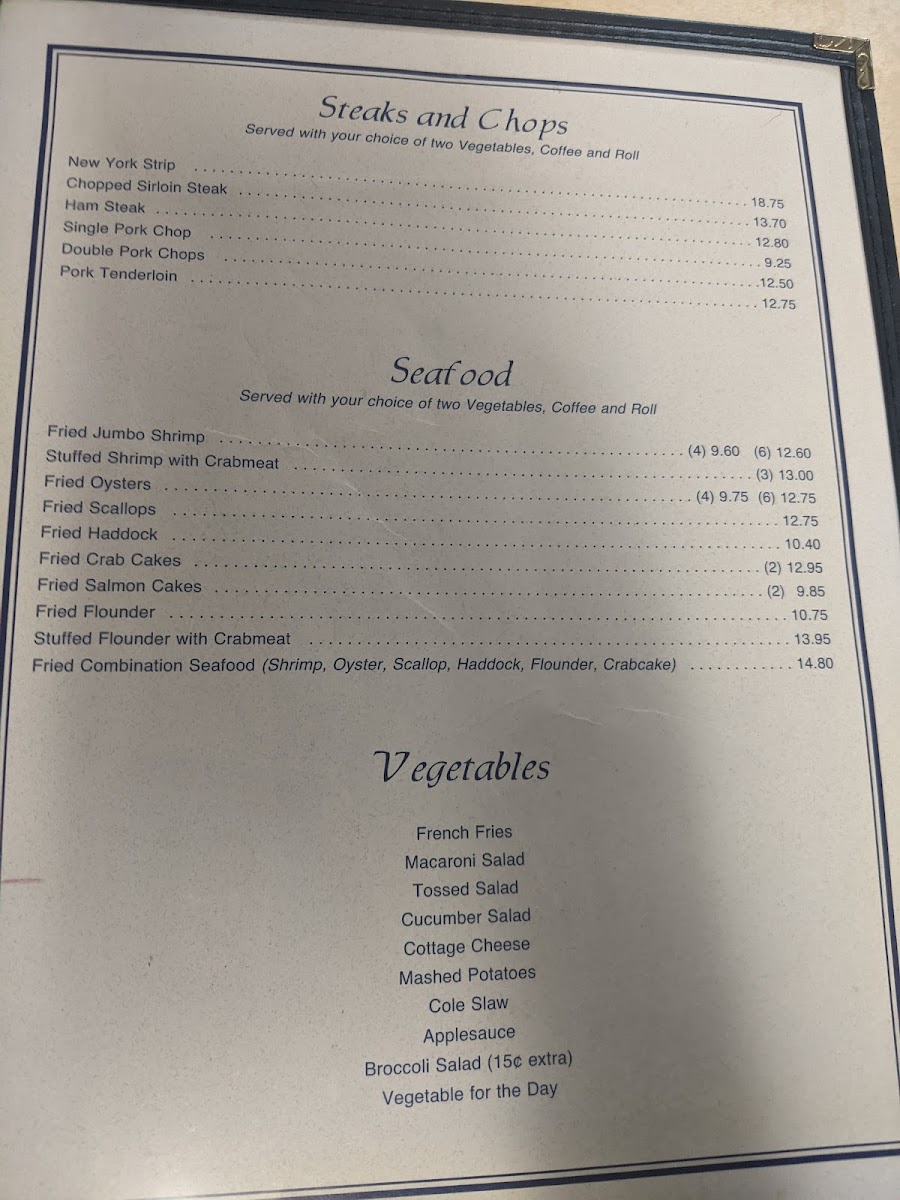 Steaks and Chops
Served with your choice of two Vegetables, Coffee and Roll
New York Strip 18.75
Chopped Sirloin Steak 13.70
Ham Steak 12.80
Single Pork Chop 9.25
Double Pork Chops 12.50
Pork Tenderloin 12.75
Seafood
Served with your choice of two Vegetables, Coffee and Roll
Fried Jumbo Shrimp (4) 9.60 (6) 12.60
Stuffed Shrimp with Crabmeat (3) 13.00
Fried Oysters (4) 9.75 (6) 12.75
Fried Scallops 12.75
Fried Haddock 10.40
Fried Crab Cakes (2) 12.95
Fried Salmon Cakes (2) 9.85
Fried Flounder 10.75
Stuffed Flounder with Crabmeat 13.95
Fried Combination Seafood (Shrimp, Oyster, Scallop, Haddock, Flounder, Crabcake) 14.80
Vegetables
French Fries
Macaroni Salad
Tossed Salad
Cucumber Salad
Cottage Cheese
Mashed Potatoes
Cole Slaw
Applesauce
Broccoli Salad (15¢ extra)
Vegetable for the Day